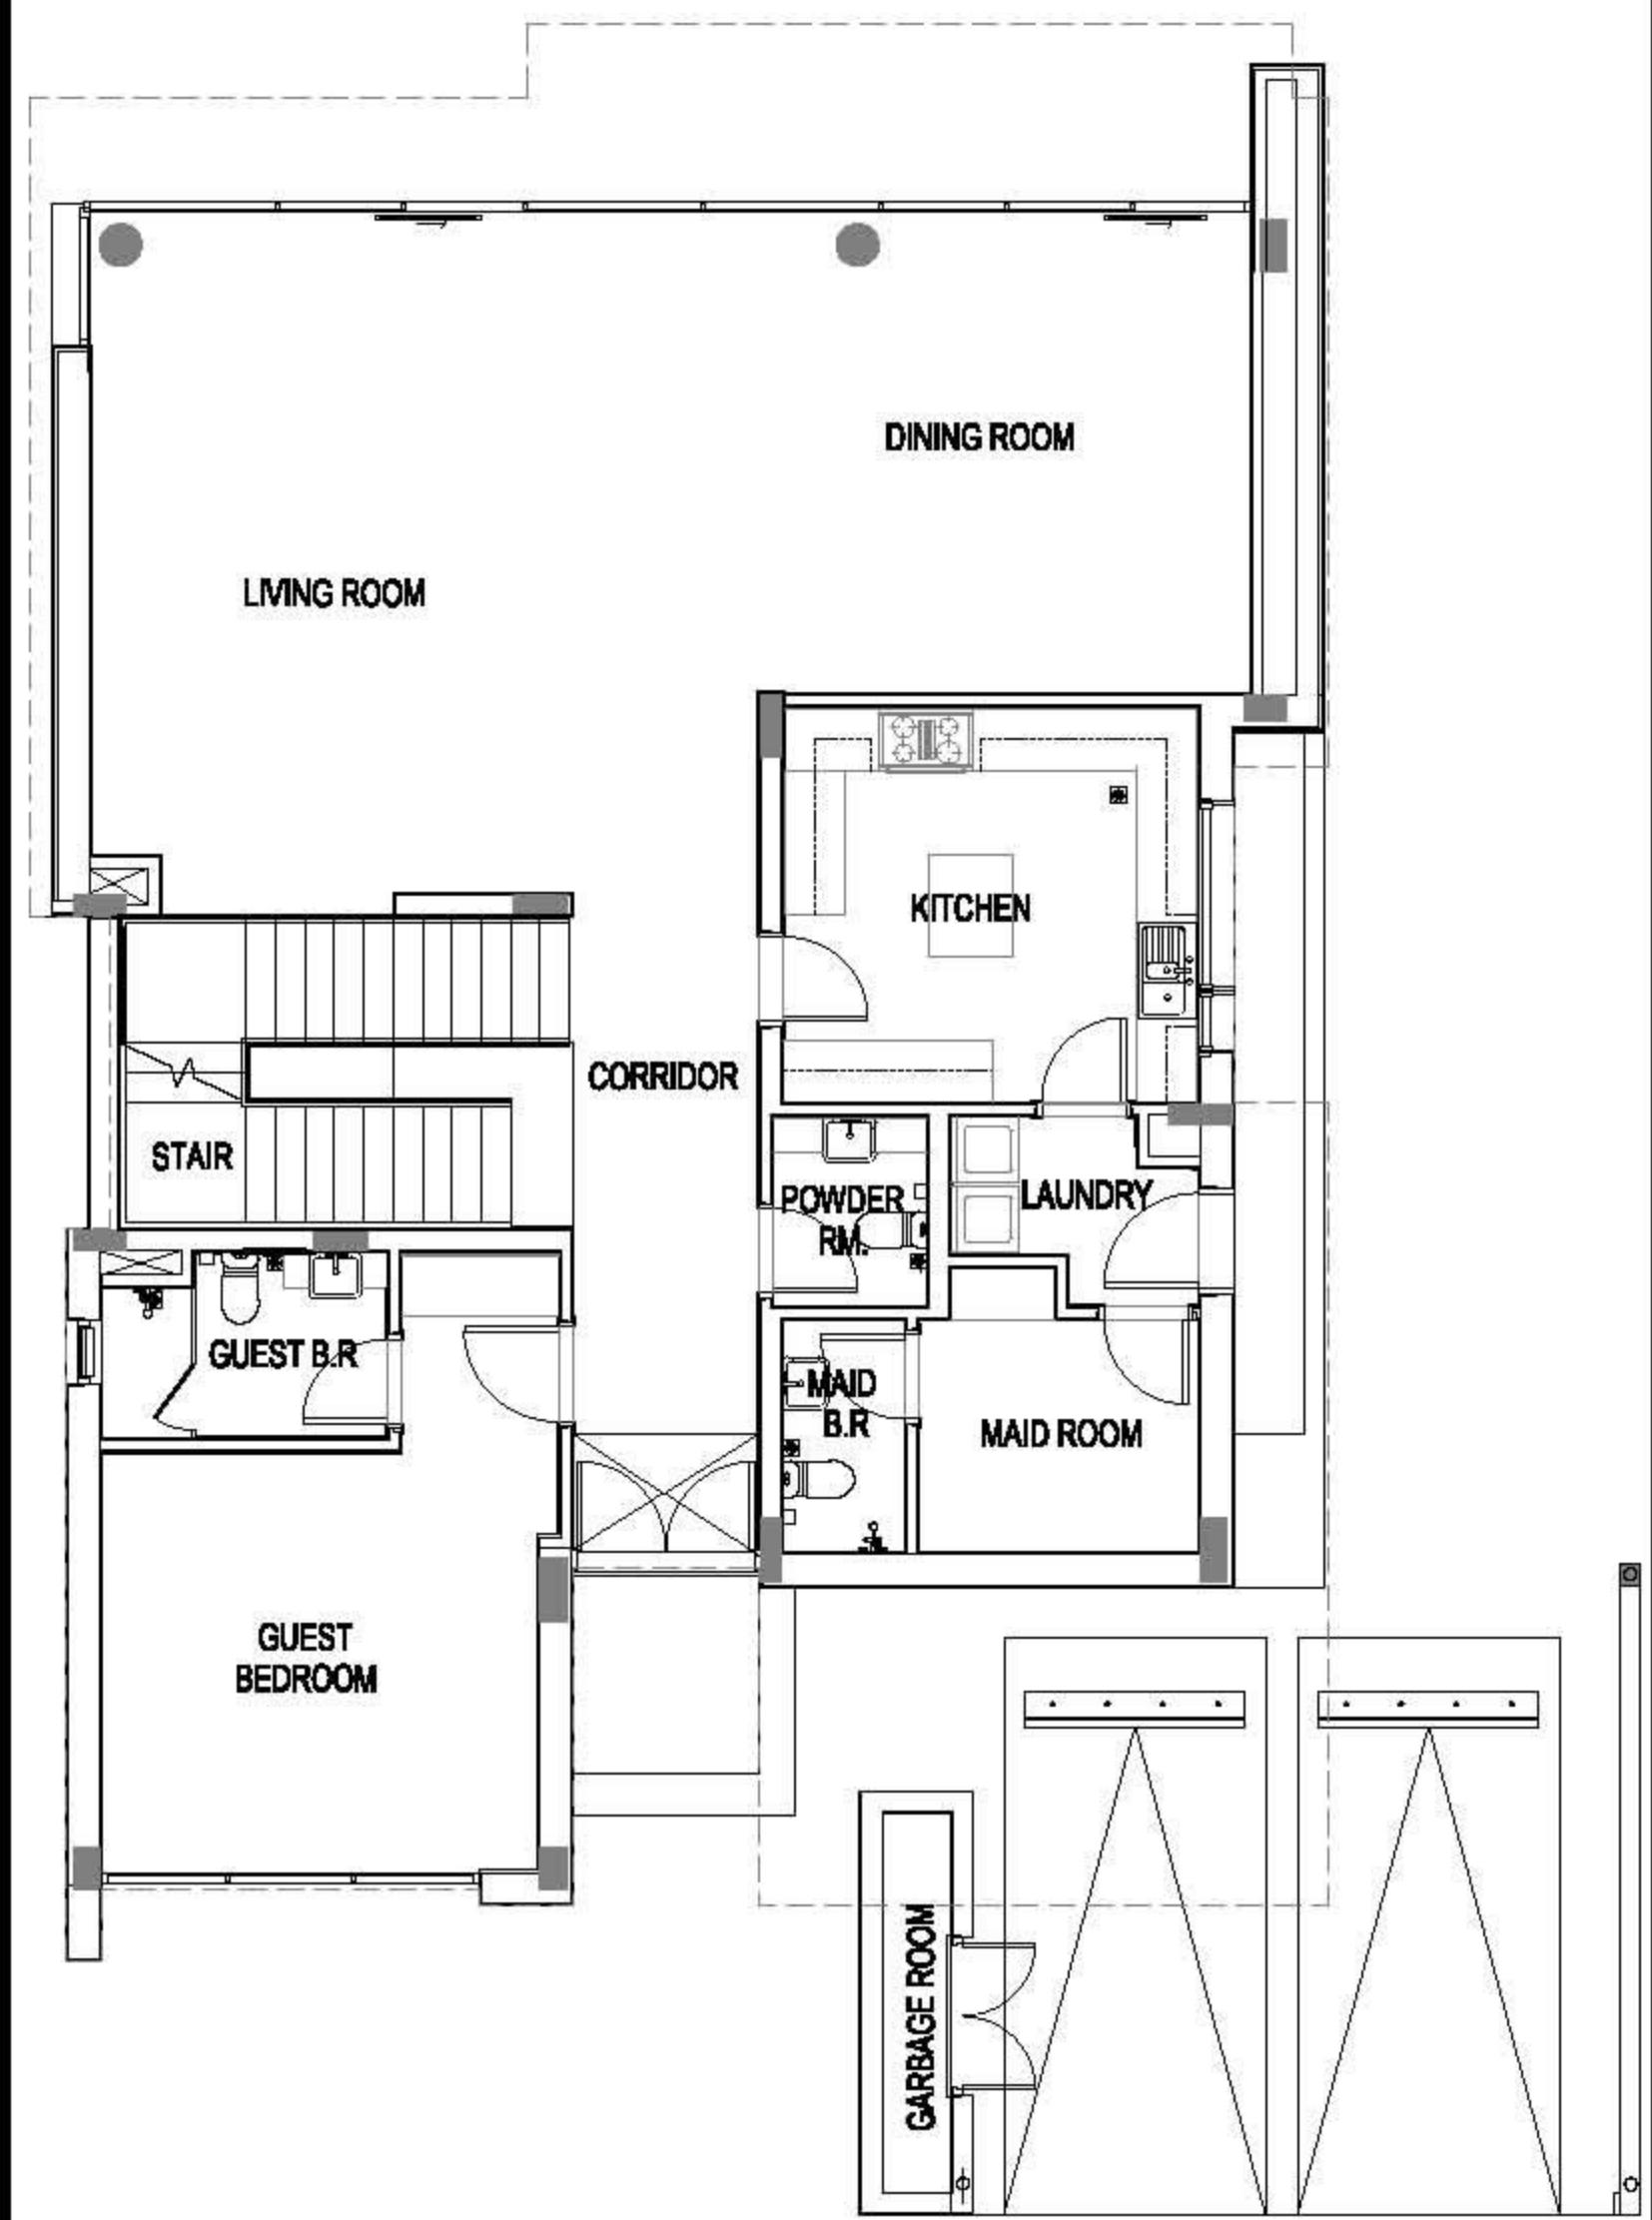 DINING ROOM
LIVING ROOM
KITCHEN
CORRIDOR
STAIR
POWDER
RM.
LAUNDRY
GUEST B.R
MAID
B.R
MAID ROOM
GUEST
BEDROOM
GARBAGE ROOM